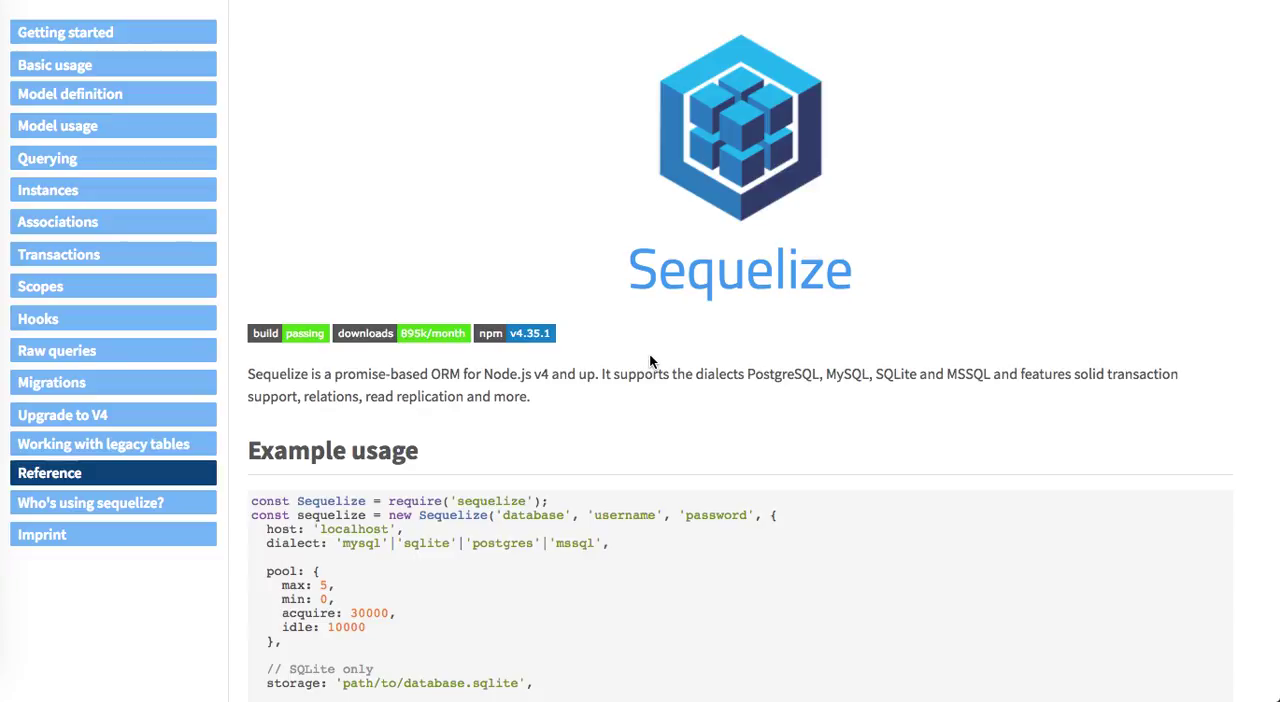 Getting started
Basic usage
Model definition
Model usage
Querying
Instances
Associations
Transactions
Scopes
Hooks
Raw queries
Migrations
Upgrade to V4
Working with legacy tables
Reference
Who's using sequelize?
Imprint
Sequelize
build passing downloads 895k/month npm v4.35.1
Sequelize is a promise-based ORM for Node.js v4 and up. It supports the dialects PostgreSQL, MySQL, SQLite and MSSQL and features solid transaction
support, relations, read replication and more.
Example usage
const Sequelize = require('sequelize');
const sequelize = new Sequelize('database', 'username', 'password', {
  host: 'localhost',
  dialect: 'mysql'|'sqlite'|'postgres'|'mssql',
  pool: {
    max: 5,
    min: 0,
    acquire: 30000,
    idle: 10000
  },
  // SQLite only
  storage: 'path/to/database.sqlite',